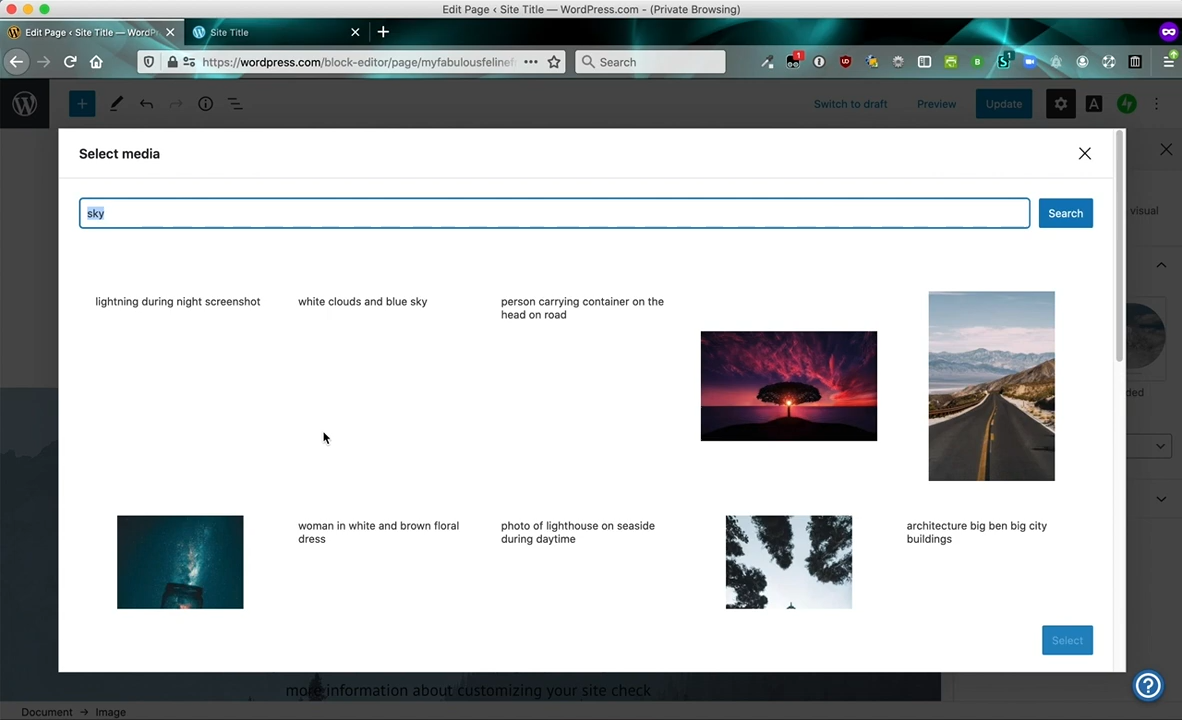 Edit Page ‹ Site Title — WordPress.com - (Private Browsing)
Edit Page ‹ Site Title — WordP
Site Title
https://wordpress.com/block-editor/page/myfabulousfelinef
Search
Switch to draft
Preview
Update
A
Select media
visual
sky
Search
lightning during night screenshot
white clouds and blue sky
person carrying container on the
head on road
ded
woman in white and brown floral
dress
photo of lighthouse on seaside
during daytime
architecture big ben big city
buildings
Select
more information about customizing your site check
Document → Image